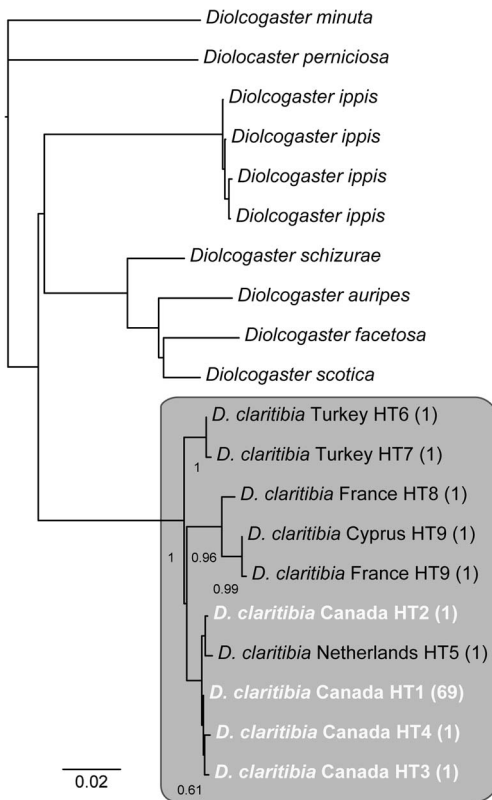 Diolcogaster minuta
Diolocaster perniciosa
Diolcogaster ippis
Diolcogaster ippis
Diolcogaster ippis
Diolcogaster ippis
Diolcogaster schizurae
Diolcogaster auripes
Diolcogaster facetosa
Diolcogaster scotica
D. claritibia Turkey HT6 (1)
D. claritibia Turkey HT7 (1)
1
D. claritibia France HT8 (1)
D. claritibia Cyprus HT9 (1)
1
0.96
D. claritibia France HT9 (1)
0.99
D. claritibia Canada HT2 (1)
D. claritibia Netherlands HT5 (1)
D. claritibia Canada HT1 (69)
D. claritibia Canada HT4 (1)
D. claritibia Canada HT3 (1)
0.02
0.61